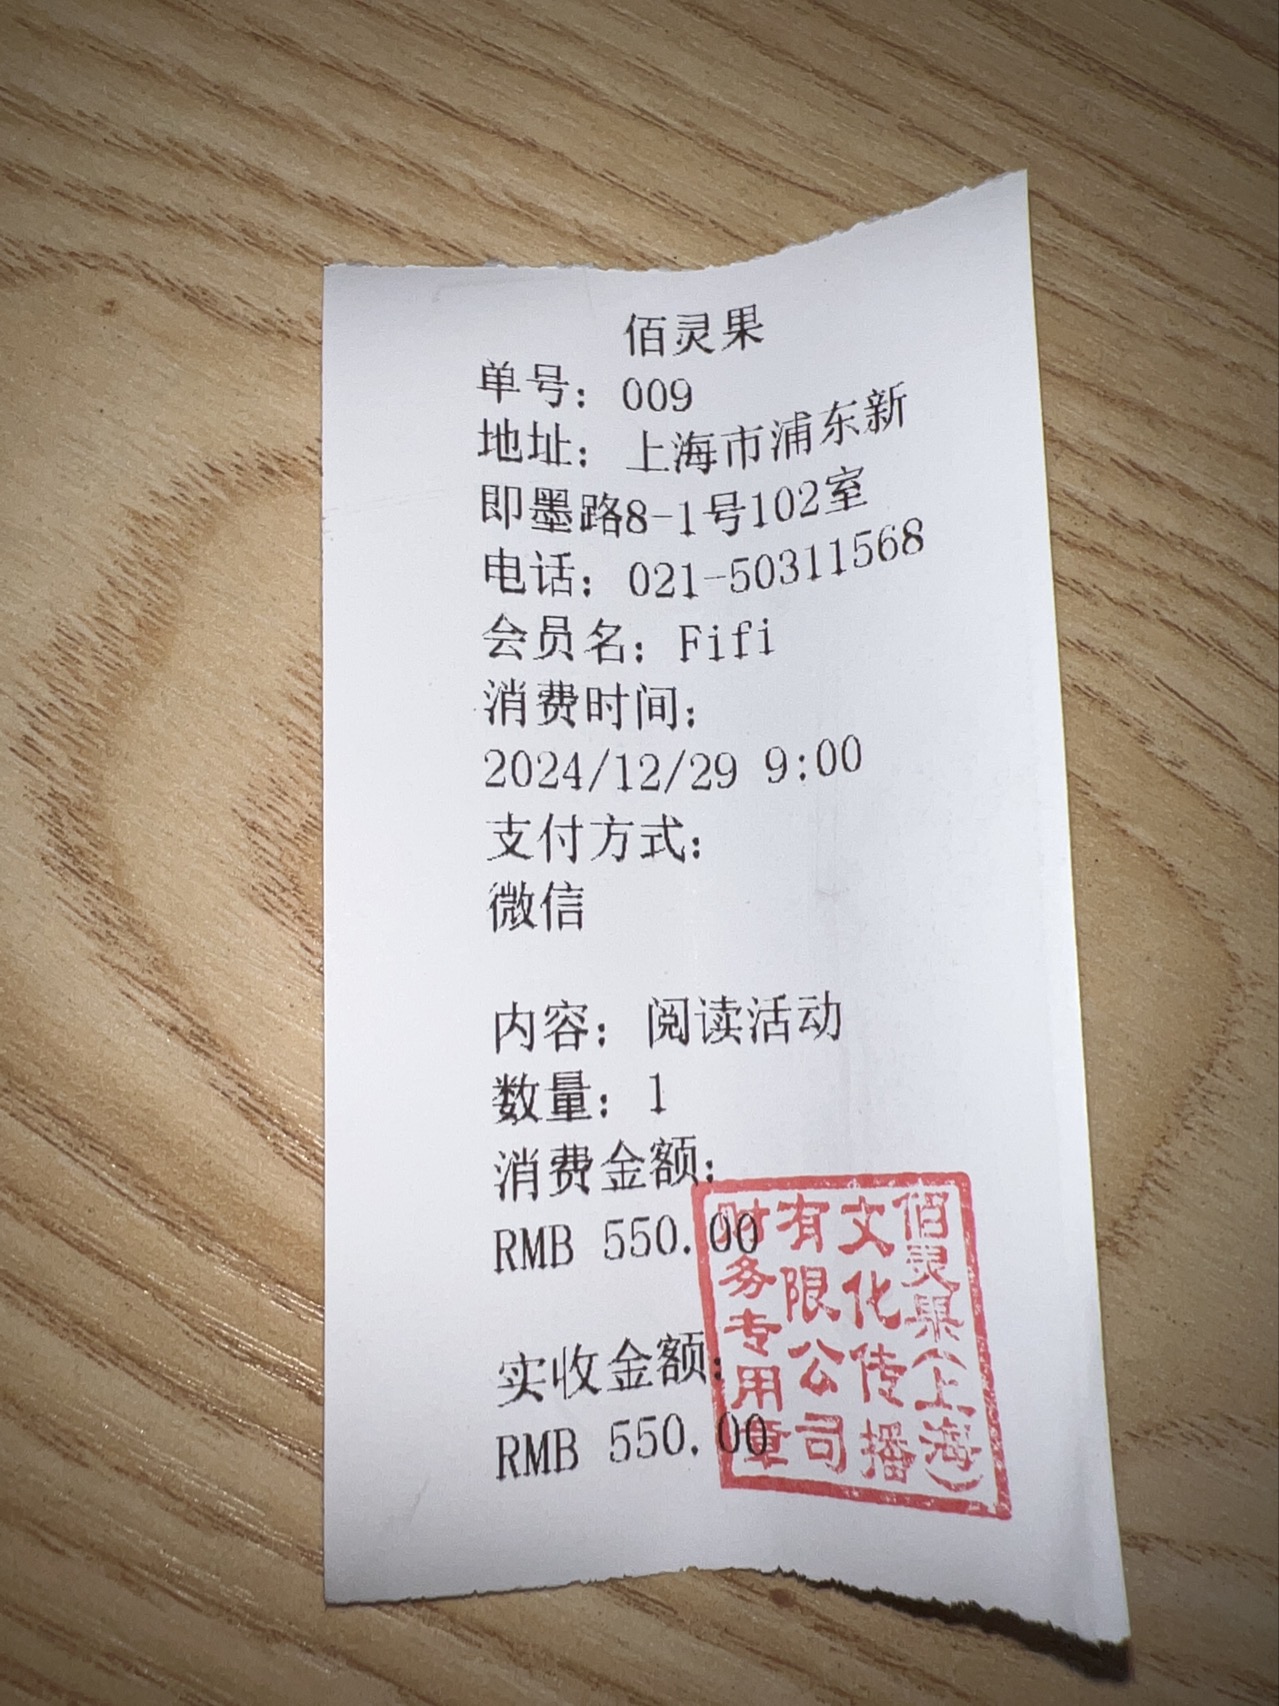 佰灵果
单号：009
地址：上海市浦东新
即墨路8-1号102室
电话：021-50311568
会员名：Fifi
消费时间：
2024/12/29 9:00
支付方式：
微信
内容：阅读活动
数量：1
消费金额：
RMB 550.00
实收金额：
RMB 550.00
佰灵果(上海)
文化传播
有限公司
财务专用章